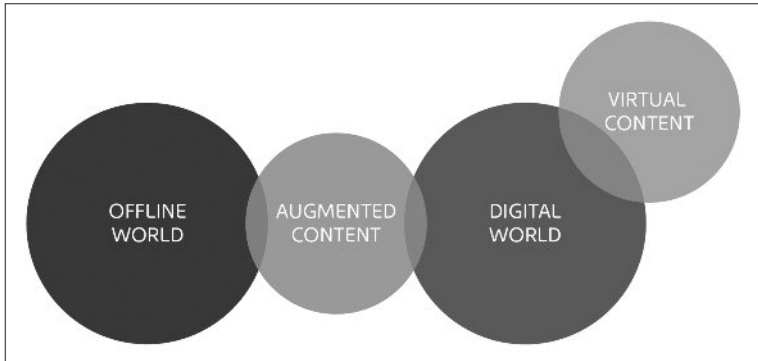 OFFLINE
WORLD
AUGMENTED
CONTENT
DIGITAL
WORLD
VIRTUAL
CONTENT